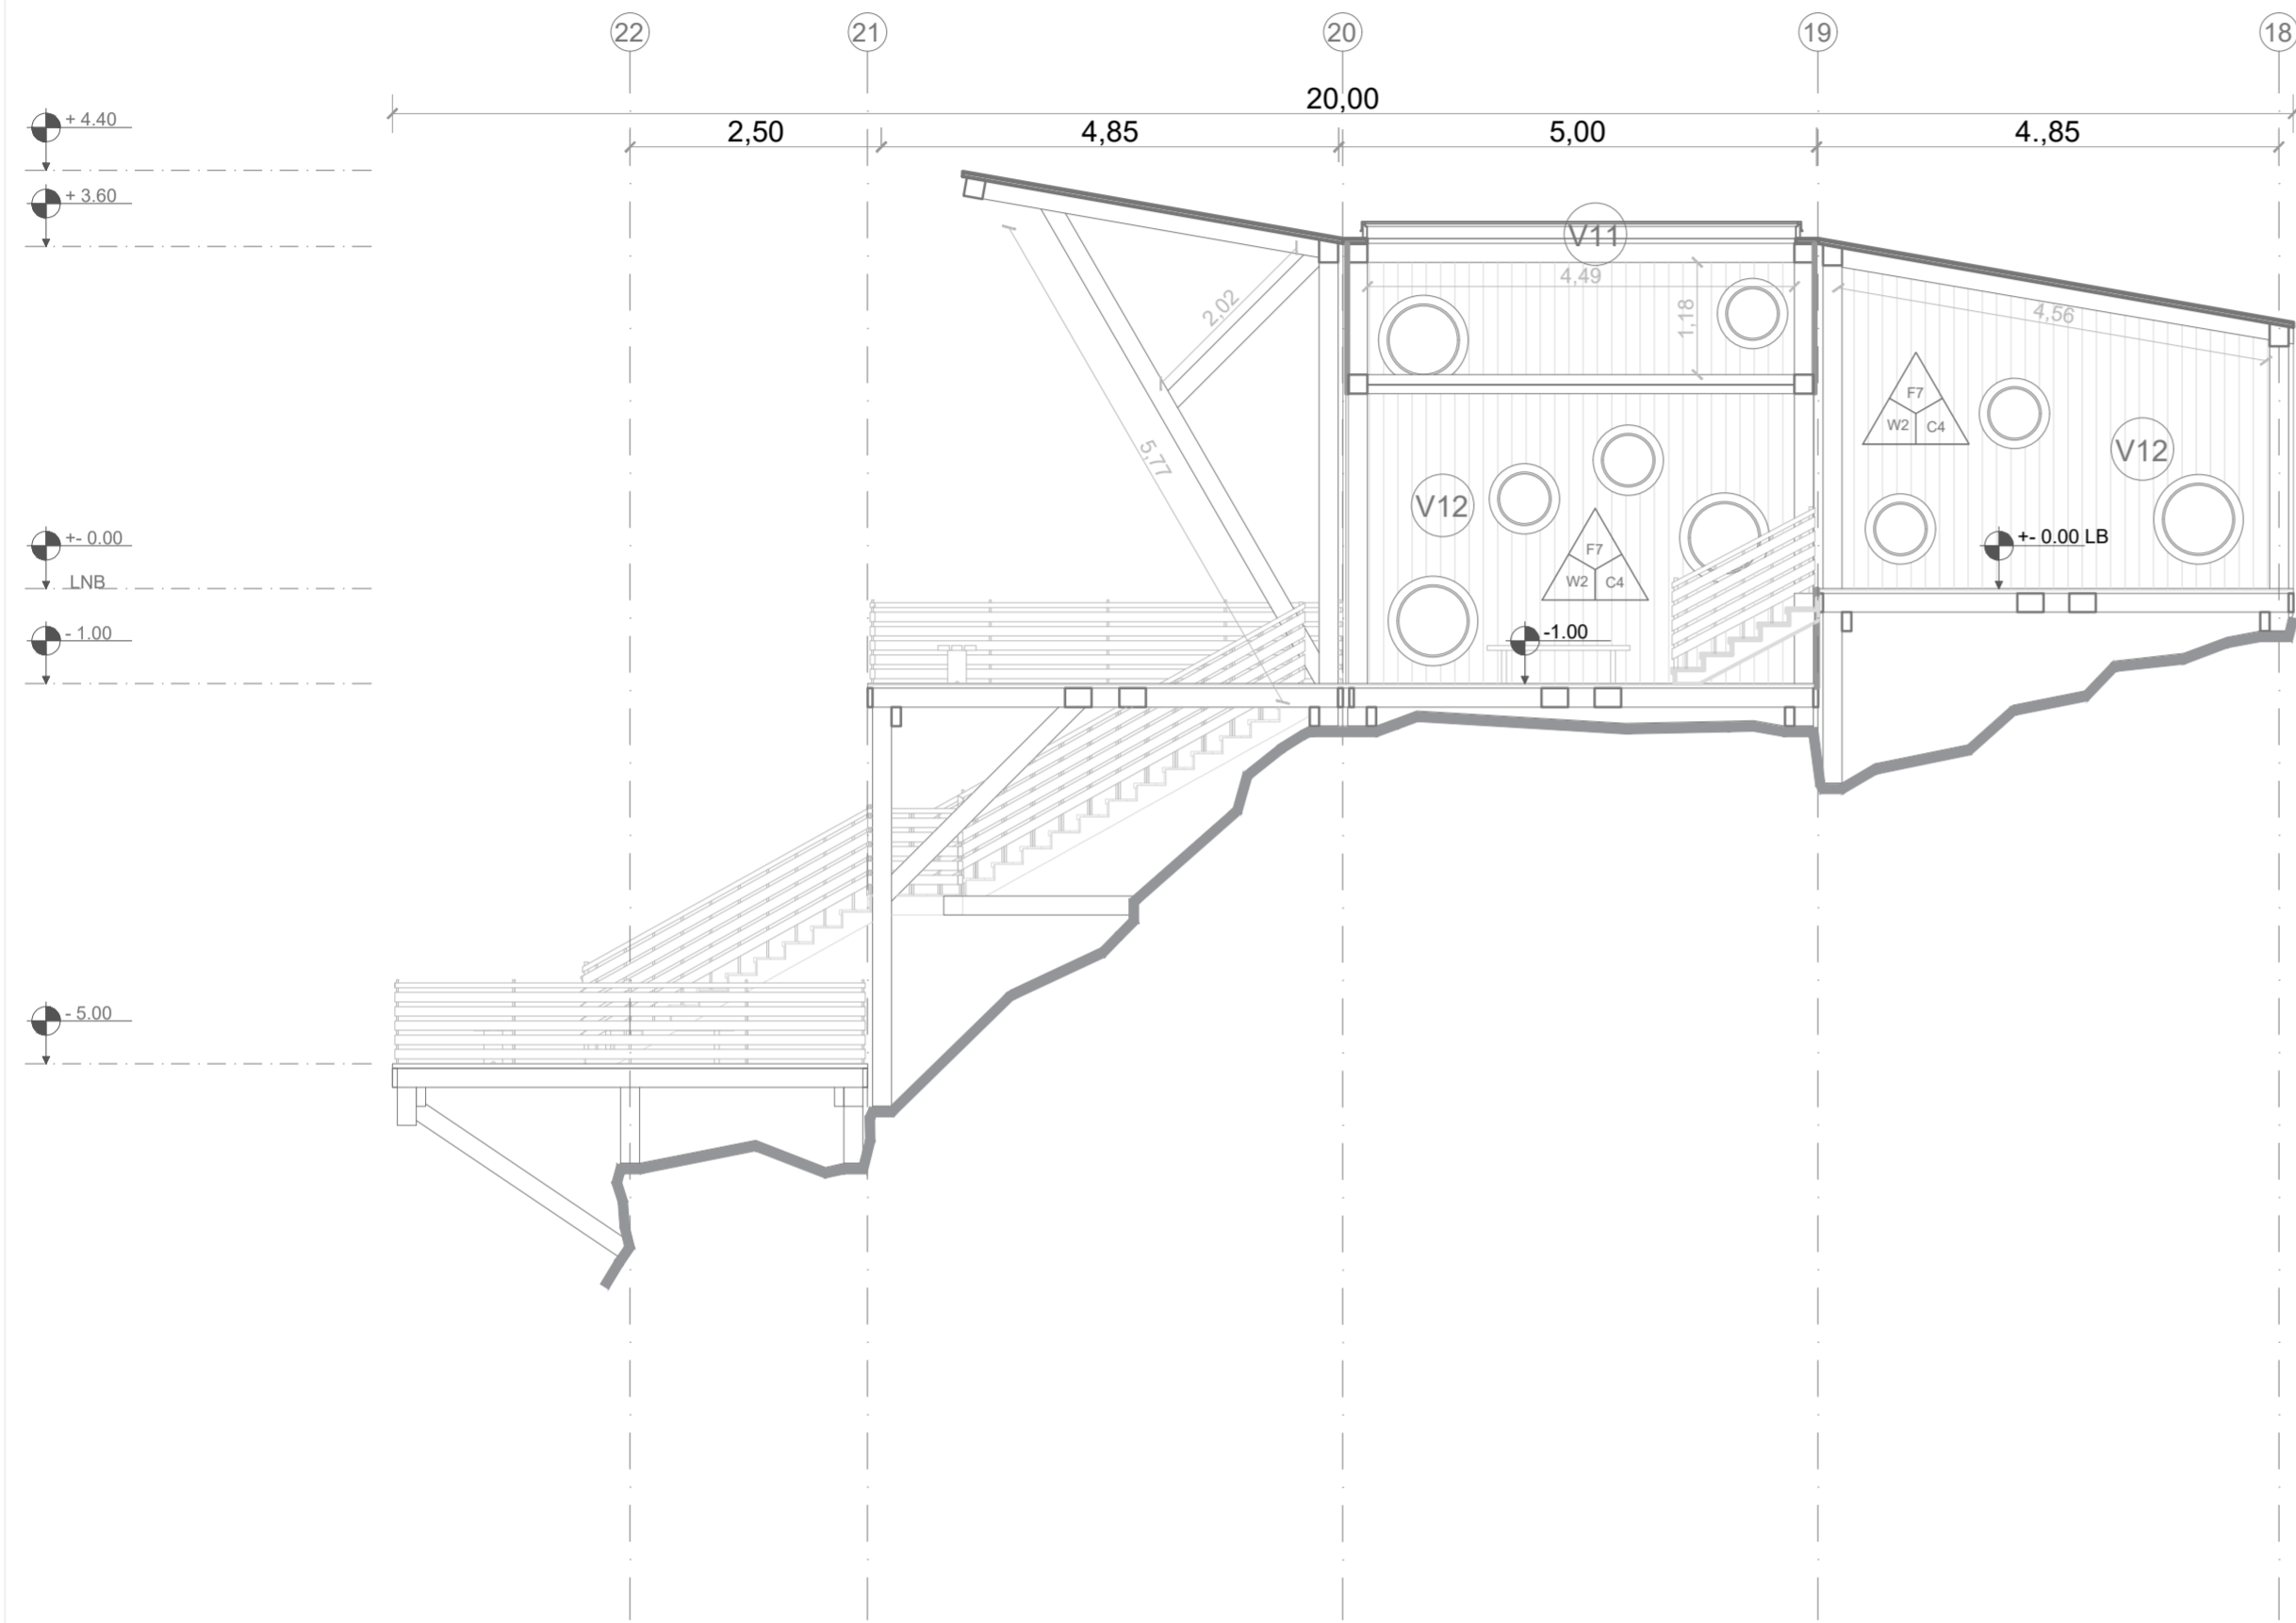 22 21 20 19 18
20,00
2,50 4,85 5,00 4.,85
+ 4.40
+ 3.60
V11
4,49
1,18
2,02
4,56
5,77
F7
W2 C4
V12
V12
F7
W2 C4
+- 0.00
LNB
+- 0.00 LB
- 1.00
-1.00
- 5.00